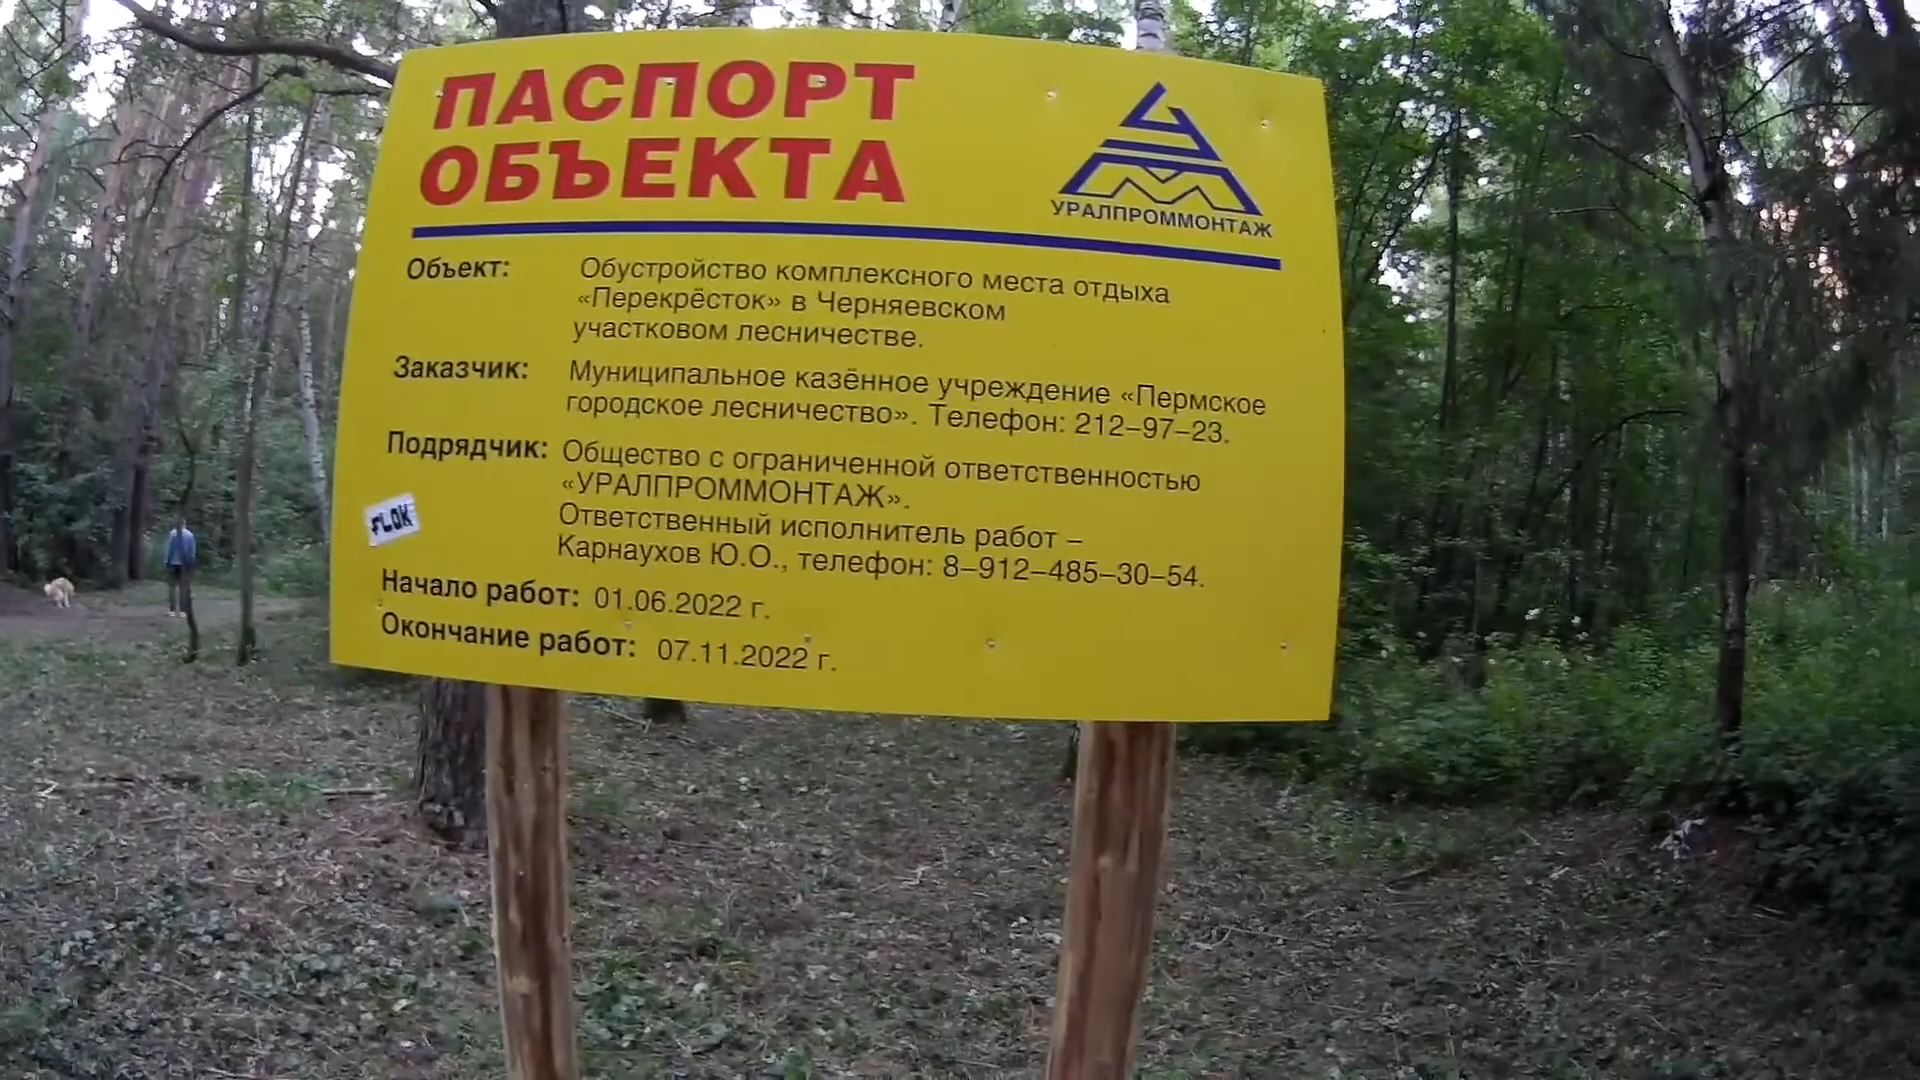 ПАСПОРТ
ОБЪЕКТА
УРАЛПРОММОНТАЖ
Объект: Обустройство комплексного места отдыха
«Перекрёсток» в Черняевском
участковом лесничестве.
Заказчик: Муниципальное казённое учреждение «Пермское
городское лесничество». Телефон: 212–97–23.
Подрядчик: Общество с ограниченной ответственностью
«УРАЛПРОММОНТАЖ».
Ответственный исполнитель работ –
Карнаухов Ю.О., телефон: 8–912–485–30–54.
FLOK
Начало работ: 01.06.2022 г.
Окончание работ: 07.11.2022 г.